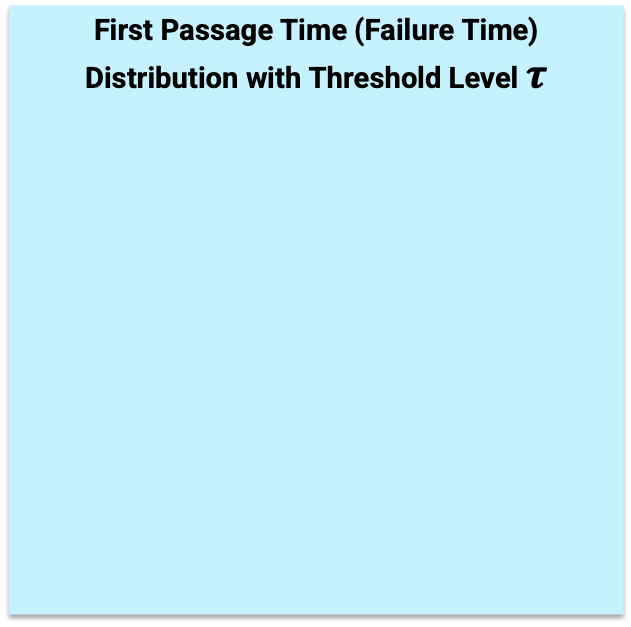 First Passage Time (Failure Time)
Distribution with Threshold Level τ